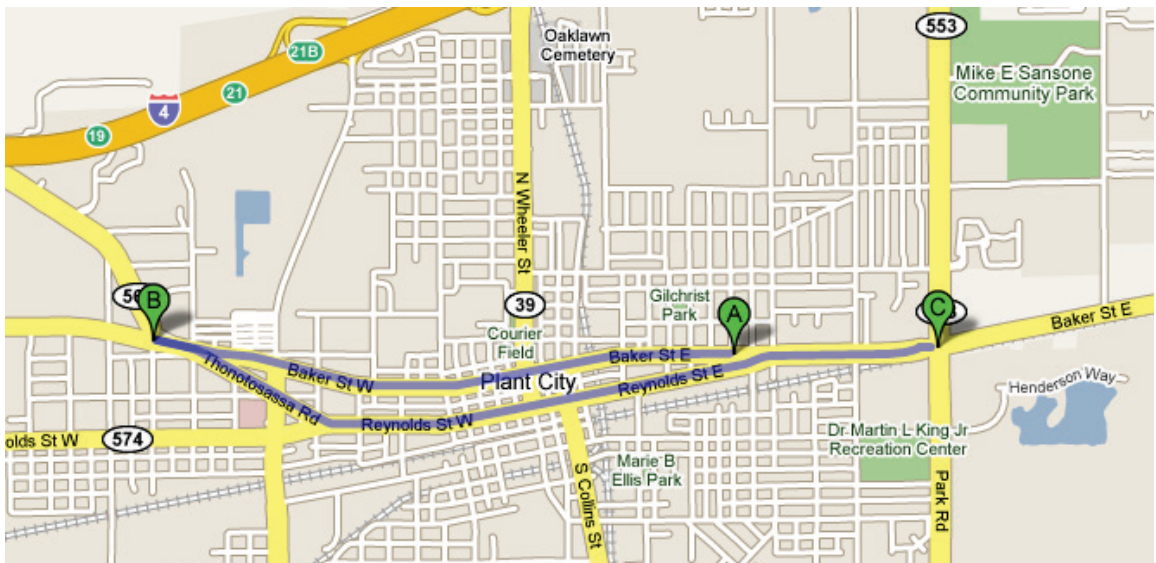 553
21B
Oaklawn
Cemetery
Mike E Sansone
Community Park
21
4
19
N Wheeler St
B
39
Gilchrist
Park
A
C
Baker St E
Courier
Field
Baker St E
Thonotosassa Rd
Baker St W
Plant City
Reynolds St E
Henderson Way
Reynolds St W
olds St W
574
Dr Martin L King Jr
Recreation Center
Marie B
Ellis Park
S Collins St
Park Rd